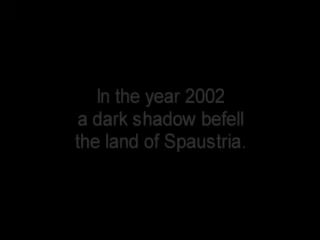 In the year 2002
a dark shadow befell
the land of Spaustria.